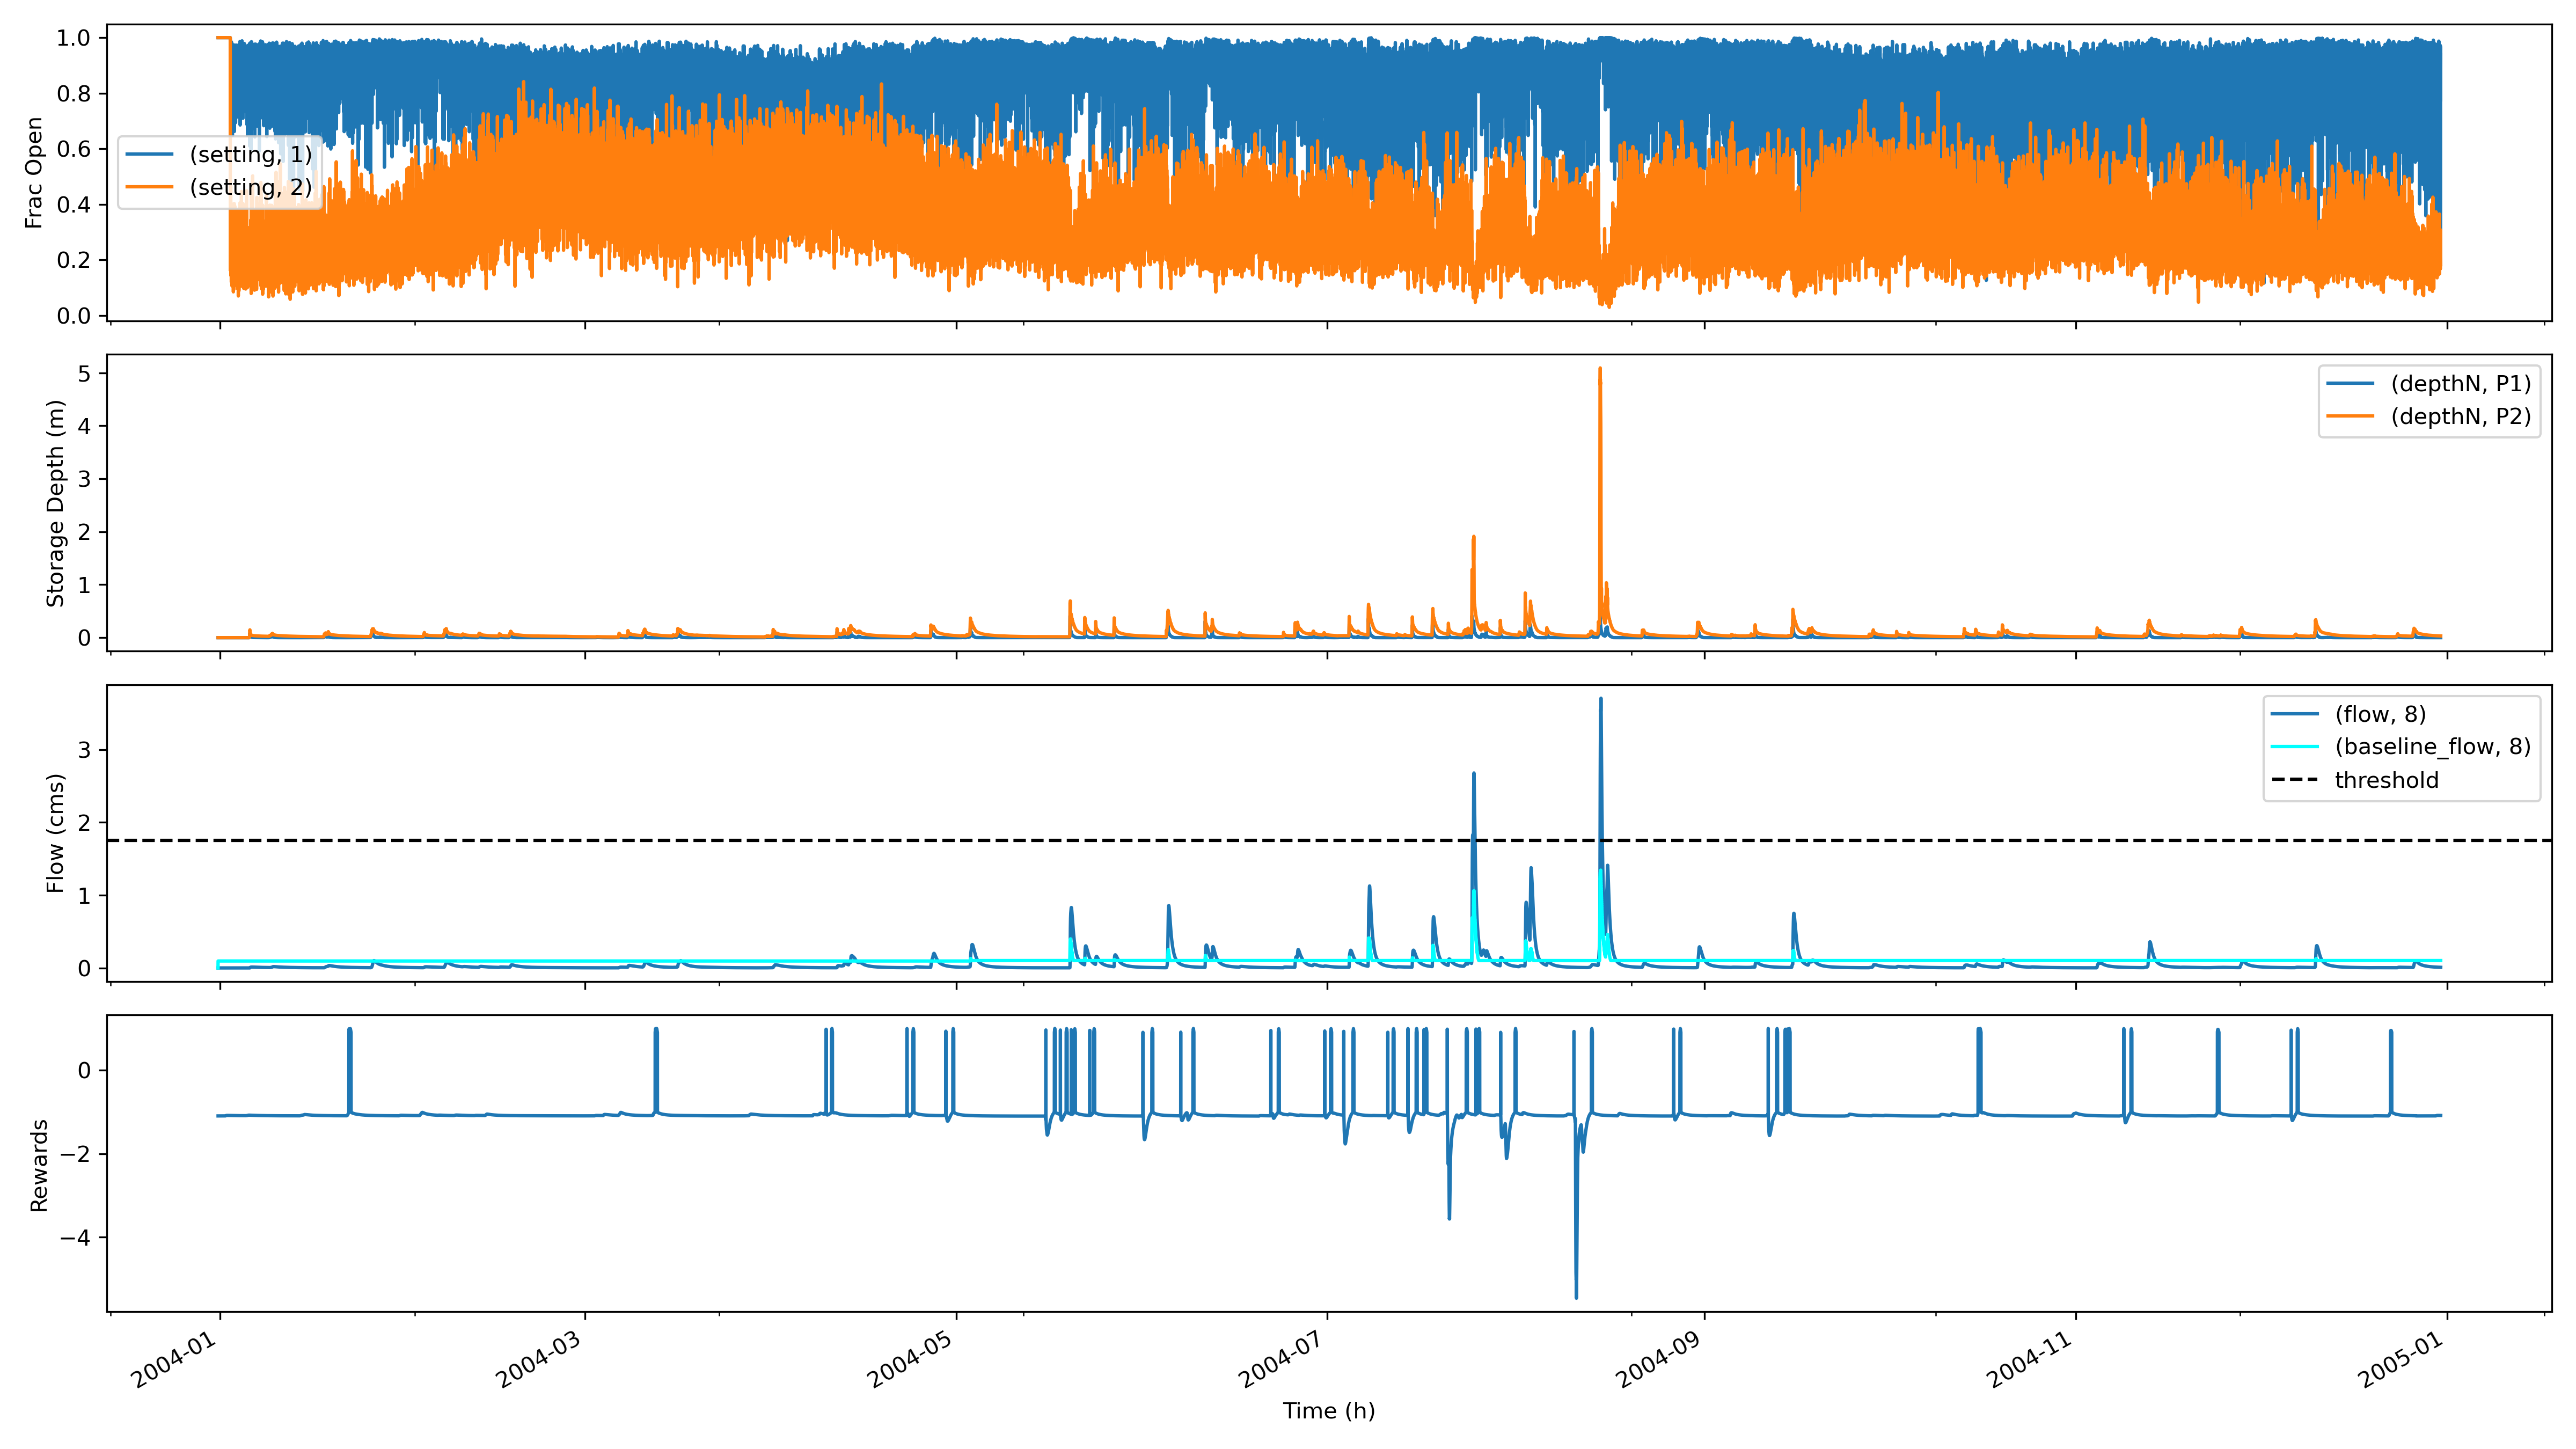 1.0
0.8
0.6
0.4
0.2
0.0
Frac Open
(setting, 1)
(setting, 2)
5
4
3
2
1
0
Storage Depth (m)
(depthN, P1)
(depthN, P2)
3
2
1
0
Flow (cms)
(flow, 8)
(baseline_flow, 8)
threshold
0
−2
−4
Rewards
2004-01
2004-03
2004-05
2004-07
2004-09
2004-11
2005-01
Time (h)